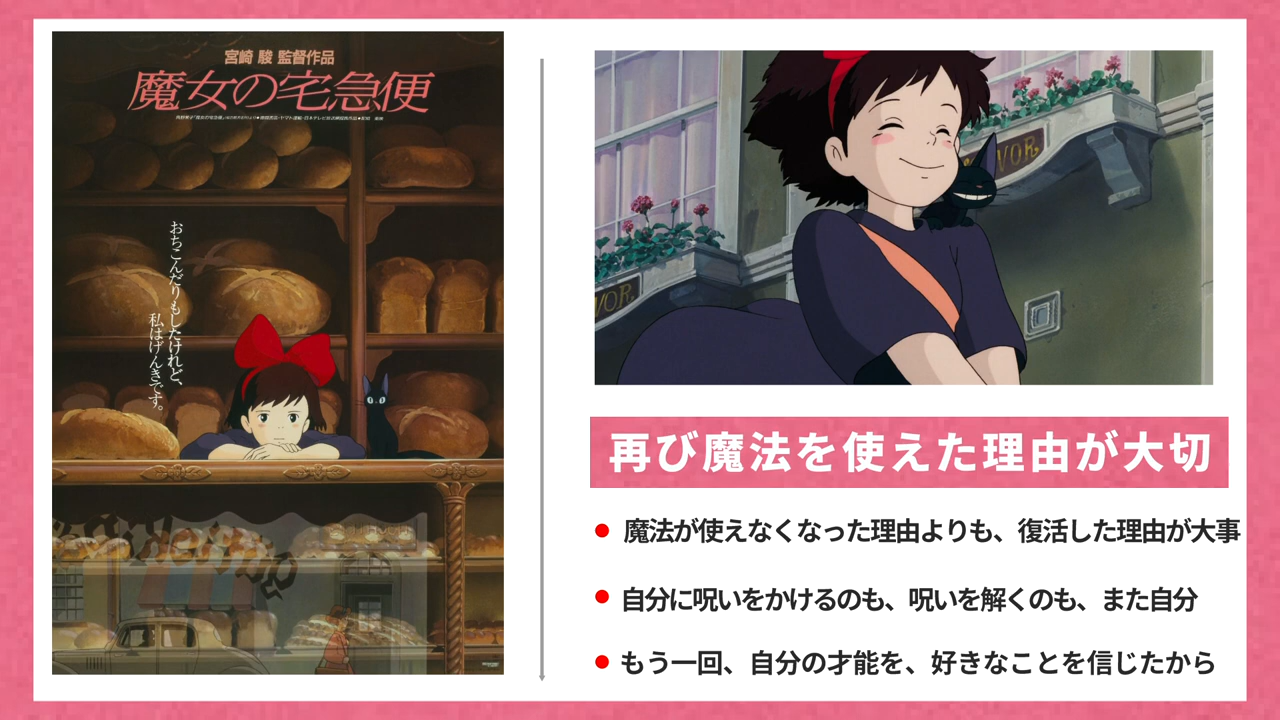 宮崎 駿 監督作品
魔女の宅急便
おちこんだりもしたけれど、
私はげんきです。
VOR
VOR
再び魔法を使えた理由が大切
魔法が使えなくなった理由よりも、復活した理由が大事
自分に呪いをかけるのも、呪いを解くのも、また自分
もう一回、自分の才能を、好きなことを信じたから